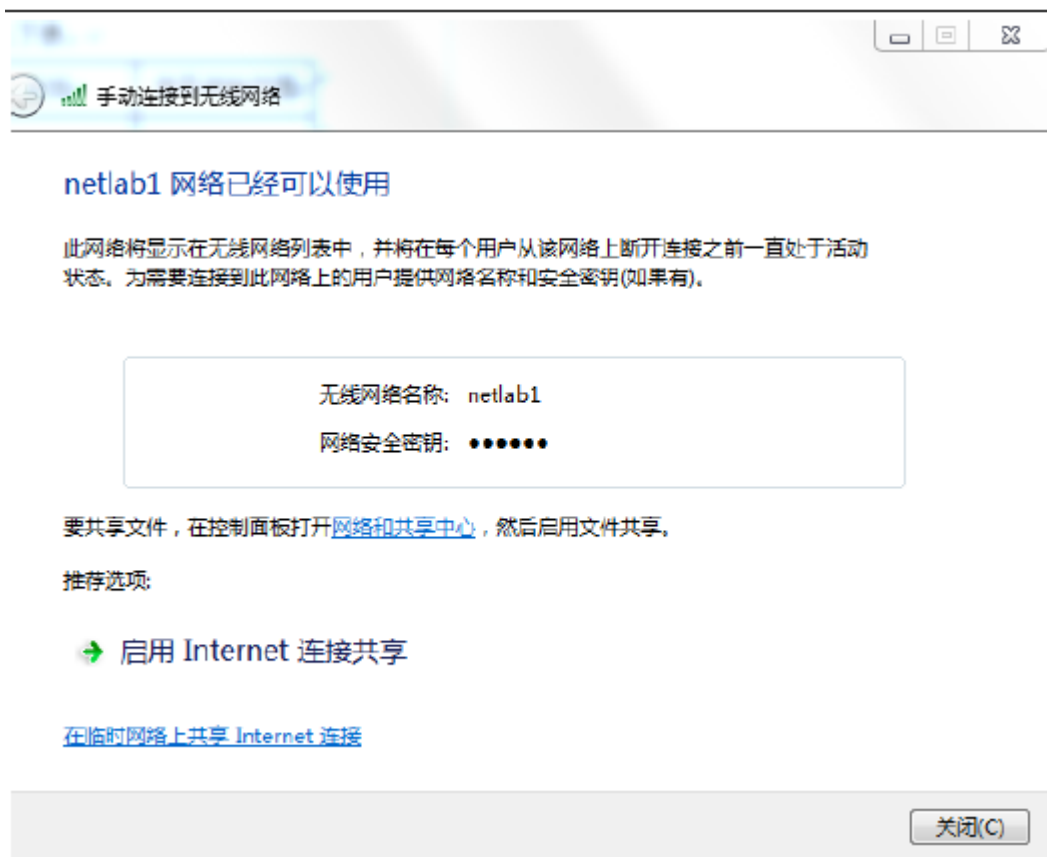 手动连接到无线网络
netlab1 网络已经可以使用
此网络将显示在无线网络列表中，并将在每个用户从该网络上断开连接之前一直处于活动
状态。为需要连接到此网络上的用户提供网络名称和安全密钥(如果有)。
无线网络名称: netlab1
网络安全密钥: ●●●●●●
要共享文件，在控制面板打开网络和共享中心，然后启用文件共享。
推荐选项:
启用 Internet 连接共享
在临时网络上共享 Internet 连接
关闭(C)